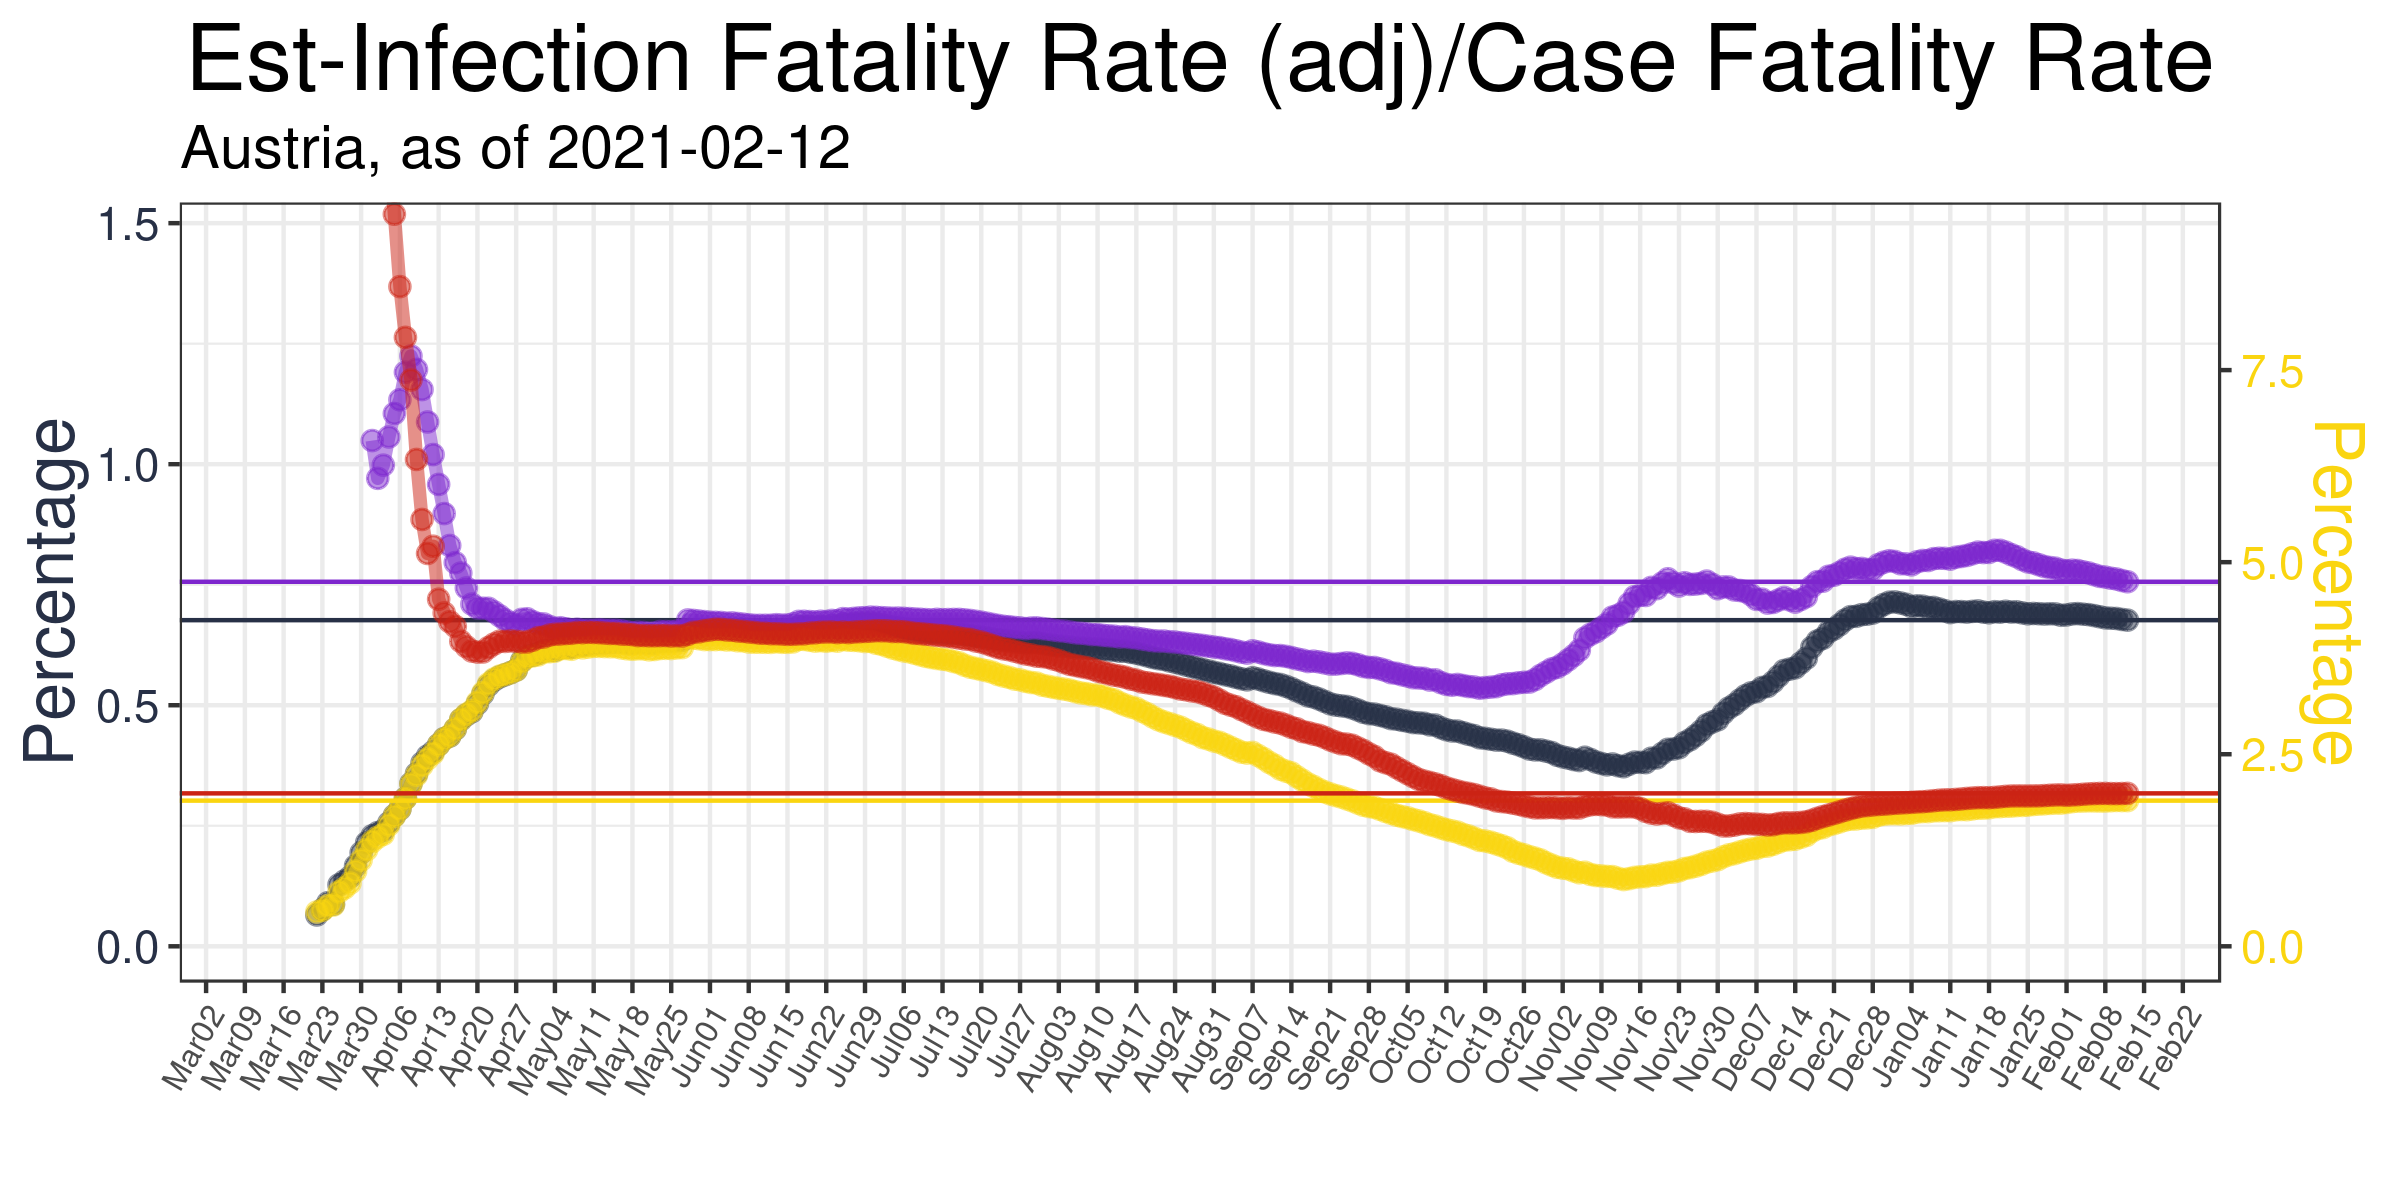 Est-Infection Fatality Rate (adj)/Case Fatality Rate
Austria, as of 2021-02-12
Percentage
1.5
1.0
0.5
0.0
7.5
5.0
2.5
0.0
Percentage
Mar02 Mar09 Mar16 Mar23 Mar30 Apr06 Apr13 Apr20 Apr27 May04 May11 May18 May25 Jun01 Jun08 Jun15 Jun22 Jun29 Jul06 Jul13 Jul20 Jul27 Aug03 Aug10 Aug17 Aug24 Aug31 Sep07 Sep14 Sep21 Sep28 Oct05 Oct12 Oct19 Oct26 Nov02 Nov09 Nov16 Nov23 Nov30 Dec07 Dec14 Dec21 Dec28 Jan04 Jan11 Jan18 Jan25 Feb01 Feb08 Feb15 Feb22